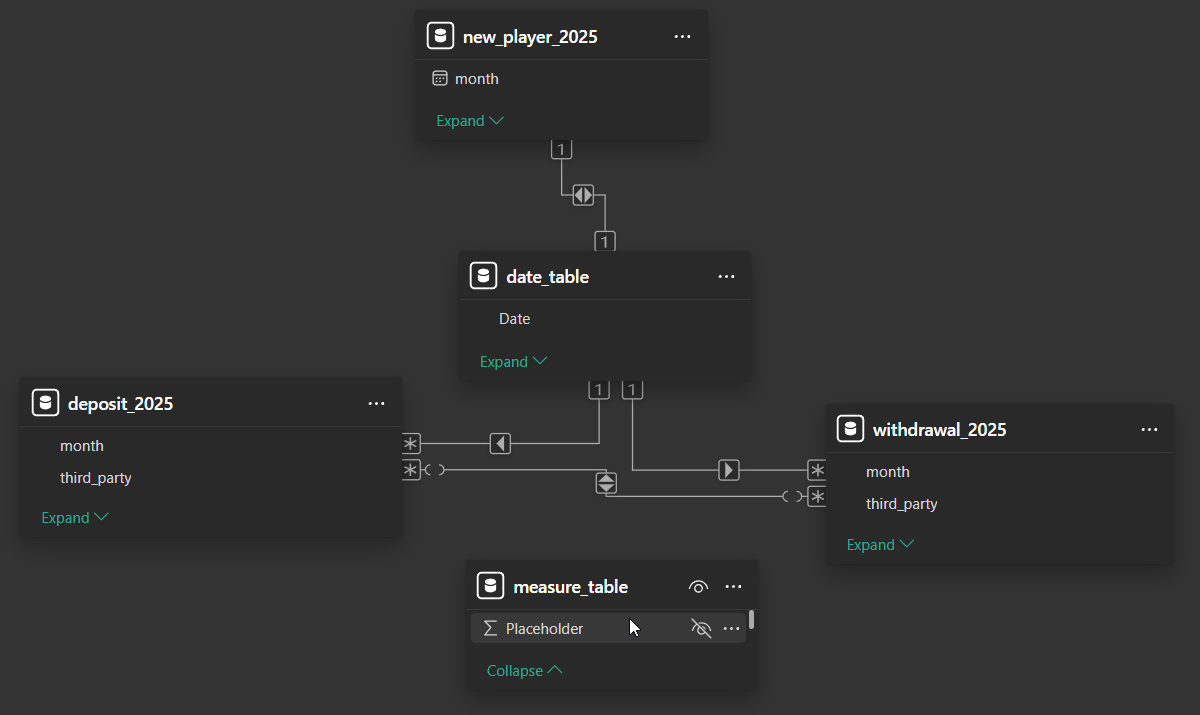 new_player_2025
month
Expand
1
1
date_table
Date
Expand
1 1
deposit_2025
month
third_party
Expand
*
*
withdrawal_2025
month
third_party
Expand
*
*
measure_table
Placeholder
Collapse